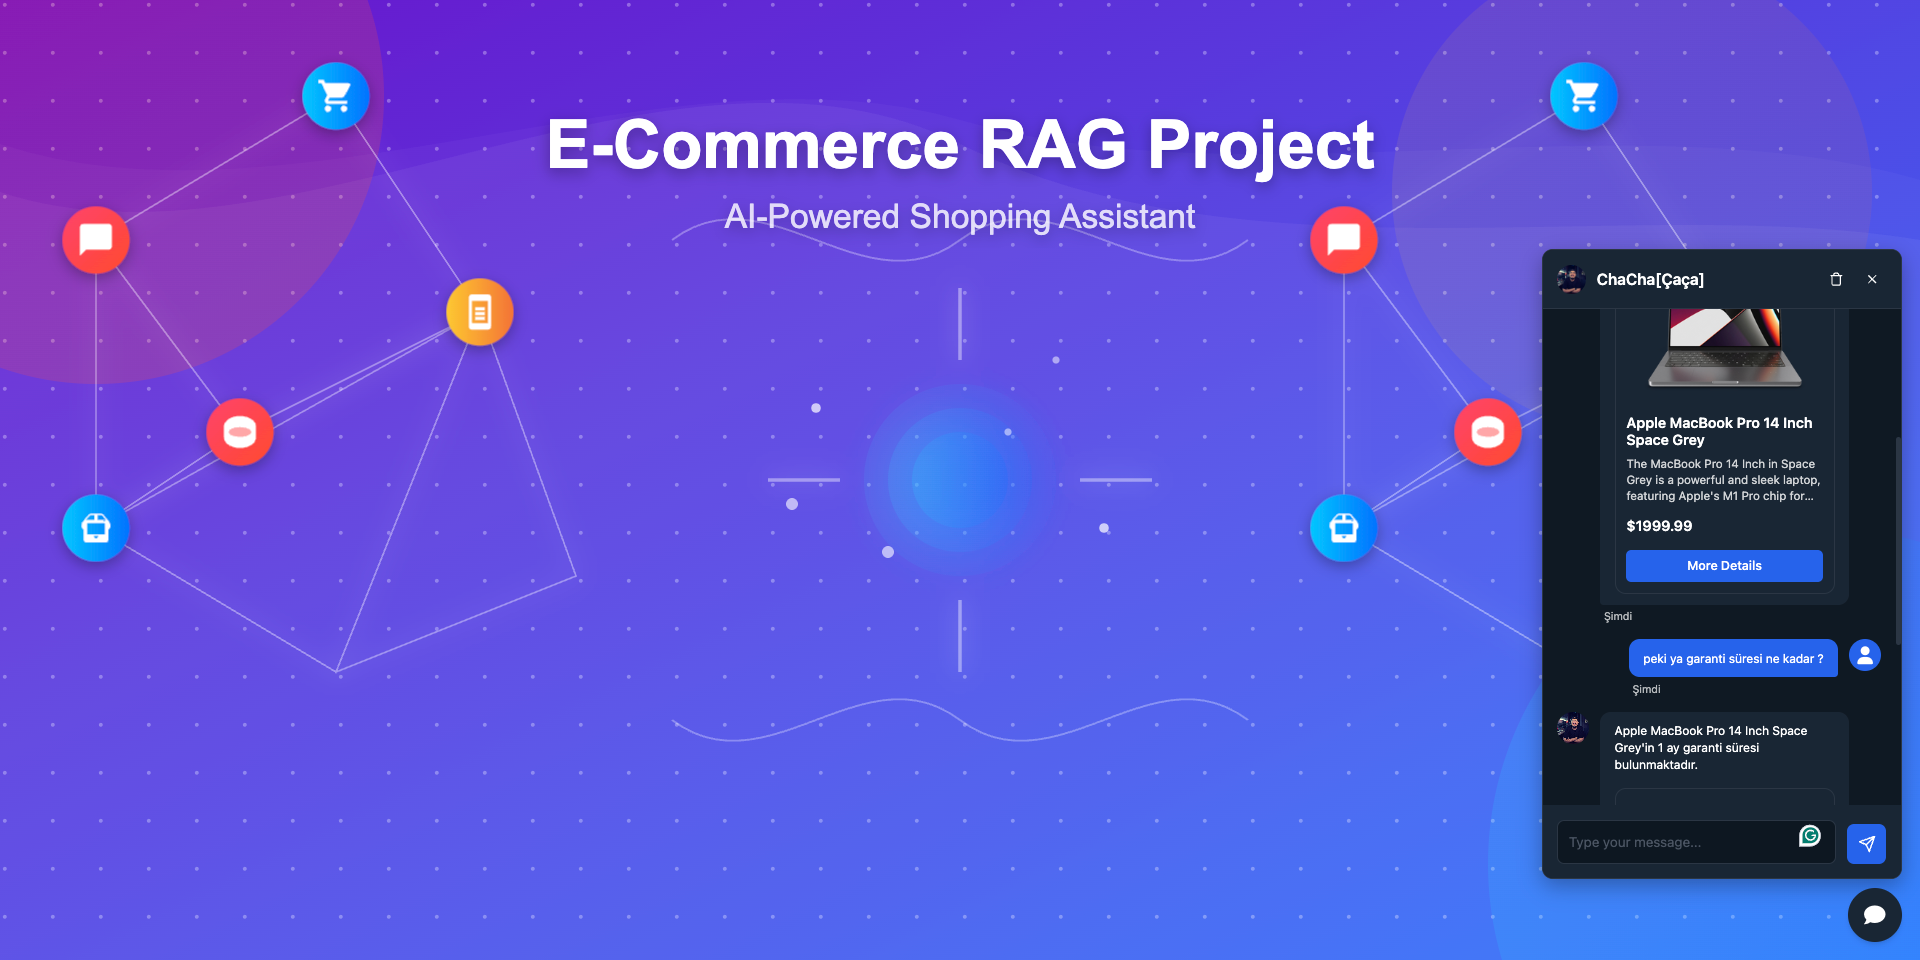 E-Commerce RAG Project
AI-Powered Shopping Assistant
ChaCha[Çaça]
Apple MacBook Pro 14 Inch
Space Grey
The MacBook Pro 14 Inch in Space
Grey is a powerful and sleek laptop,
featuring Apple's M1 Pro chip for...
$1999.99
More Details
Şimdi
peki ya garanti süresi ne kadar ?
Şimdi
Apple MacBook Pro 14 Inch Space
Grey'in 1 ay garanti süresi
bulunmaktadır.
Type your message...